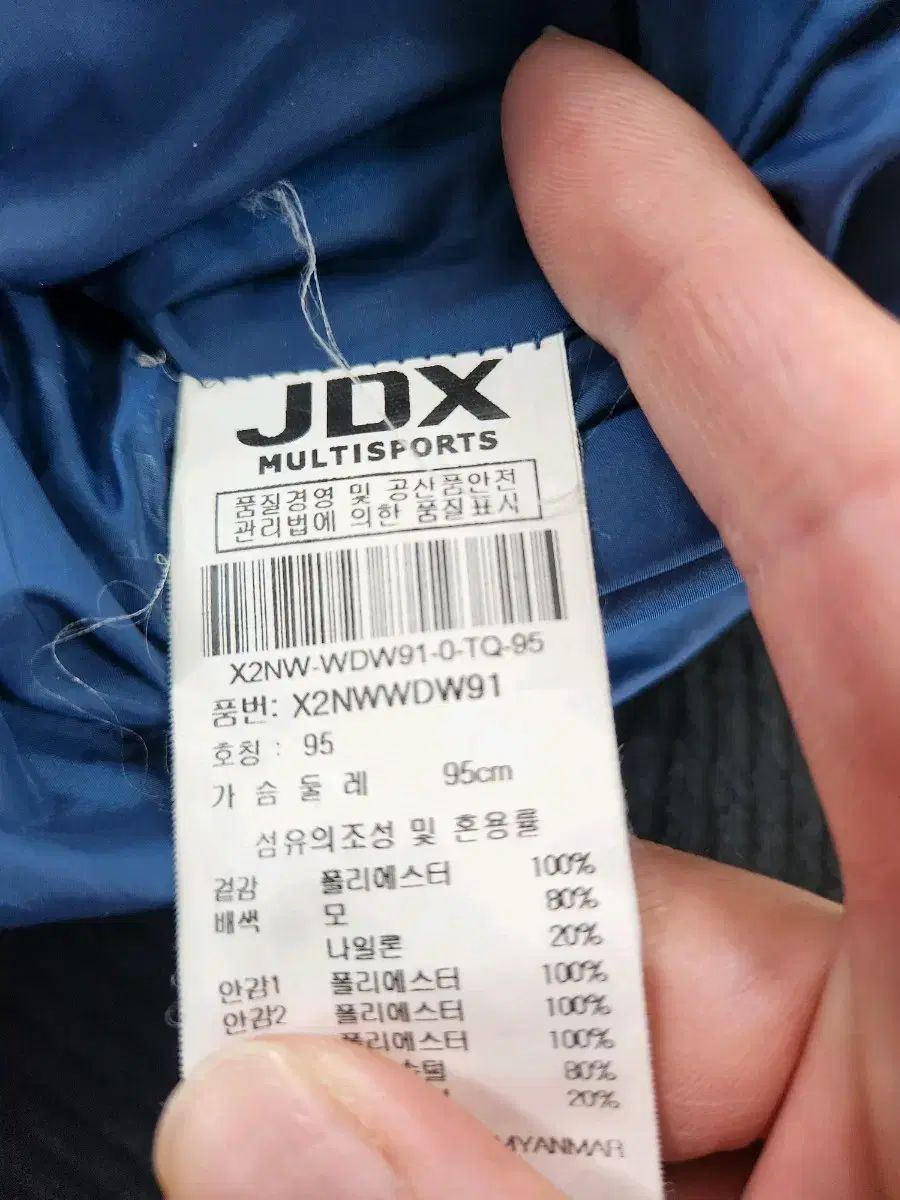 JDX
MULTISPORTS
품질경영 및 공산품안전
관리법에 의한 품질표시
X2NW-WDW91-0-TQ-95
품번: X2NWWDW91
호칭 : 95
가 슴 둘 레 95cm
섬유의조성 및 혼용률
겉감 폴리에스터 100%
배색 모 80%
나일론 20%
안감1 폴리에스터 100%
안감2 폴리에스터 100%
폴리에스터 100%
80%
20%
MYANMAR